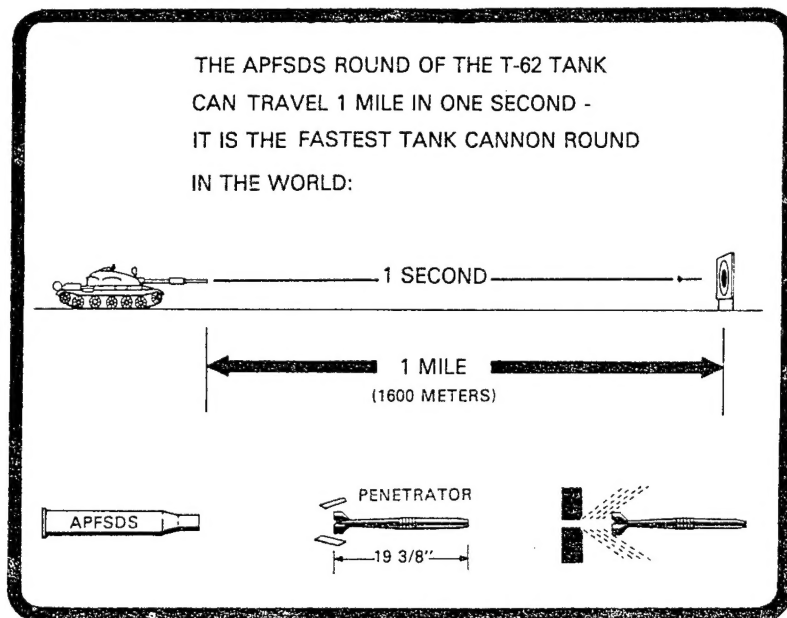 THE APFSDS ROUND OF THE T-62 TANK
CAN TRAVEL 1 MILE IN ONE SECOND -
IT IS THE FASTEST TANK CANNON ROUND
IN THE WORLD:
1 SECOND
1 MILE
(1600 METERS)
PENETRATOR
APFSDS
19 3/8"